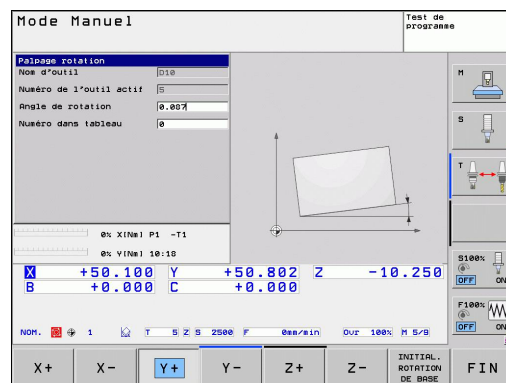 Mode Manuel
Test de
programme
Palpage rotation
Nom d'outil D10
Numéro de l'outil actif 5
Angle de rotation 0.087
Numéro dans tableau 0
0% X[Nm] P1 -T1
0% Y[Nm] 10:18
X +50.100 Y +50.802 Z -10.250
B +0.000 C +0.000
NOM. 1 T 5 Z S 2500 F 0mm/min Ovr 100% M 5/9
M
S
T
S100%
OFF ON
F100%
OFF ON
X+ X- Y+ Y- Z+ Z- INITIAL. ROTATION DE BASE FIN